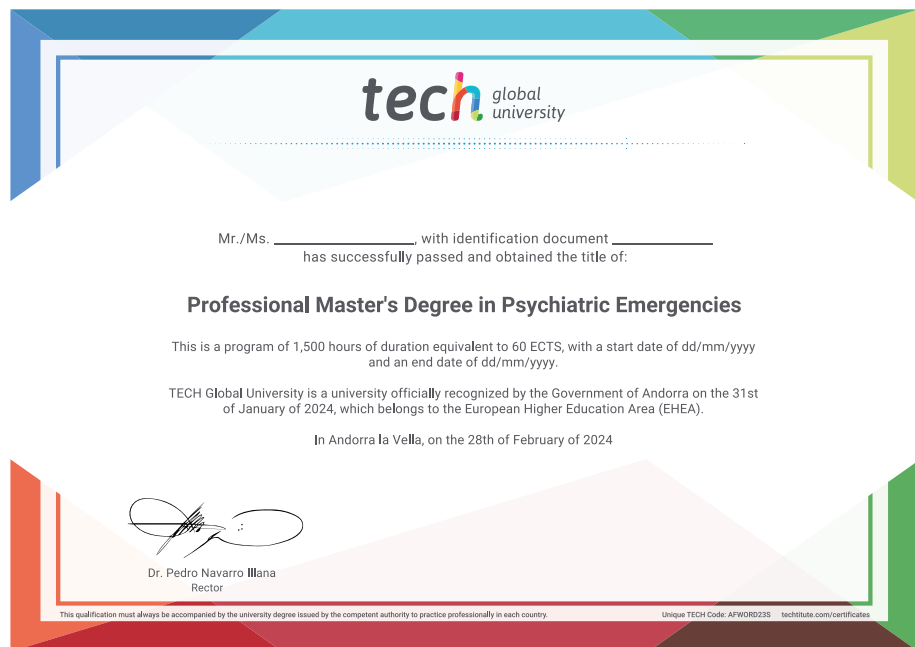 tech global university
Mr./Ms. ____________, with identification document ____________
has successfully passed and obtained the title of:
Professional Master's Degree in Psychiatric Emergencies
This is a program of 1,500 hours of duration equivalent to 60 ECTS, with a start date of dd/mm/yyyy
and an end date of dd/mm/yyyy.
TECH Global University is a university officially recognized by the Government of Andorra on the 31st
of January of 2024, which belongs to the European Higher Education Area (EHEA).
In Andorra la Vella, on the 28th of February of 2024
Dr. Pedro Navarro Illana
Rector
This qualification must always be accompanied by the university degree issued by the competent authority to practice professionally in each country.
Unique TECH Code: AFWORD23S techtitute.com/certificates